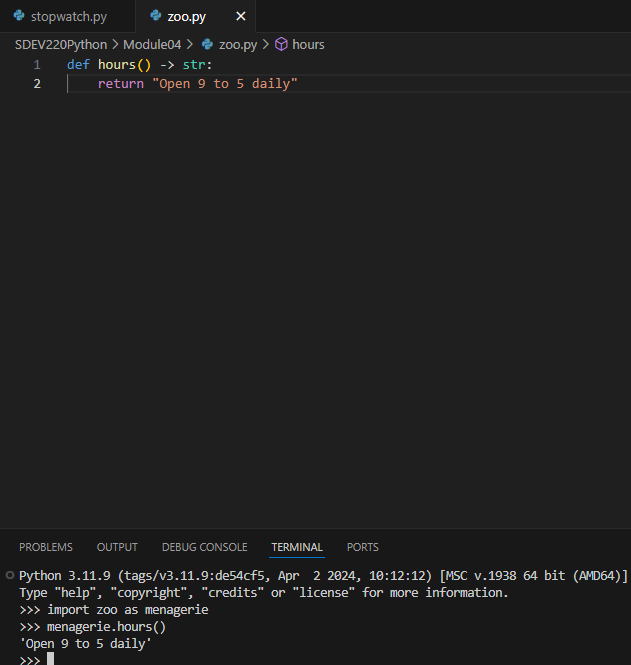 stopwatch.py
zoo.py
SDEV220Python > Module04 > zoo.py > hours
1 def hours() -> str:
2     return "Open 9 to 5 daily"
PROBLEMS OUTPUT DEBUG CONSOLE TERMINAL PORTS
Python 3.11.9 (tags/v3.11.9:de54cf5, Apr  2 2024, 10:12:12) [MSC v.1938 64 bit (AMD64)]
Type "help", "copyright", "credits" or "license" for more information.
>>> import zoo as menagerie
>>> menagerie.hours()
'Open 9 to 5 daily'
>>>